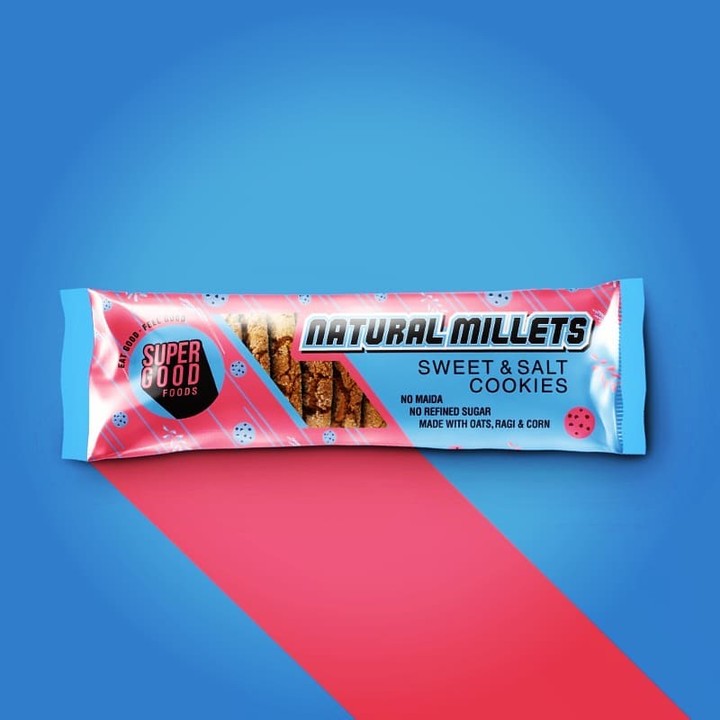 EAT GOOD - FEEL GOOD
SUPER
GOOD
FOODS
NATURAL MILLETS
SWEET & SALT
COOKIES
NO MAIDA
NO REFINED SUGAR
MADE WITH OATS, RAGI & CORN